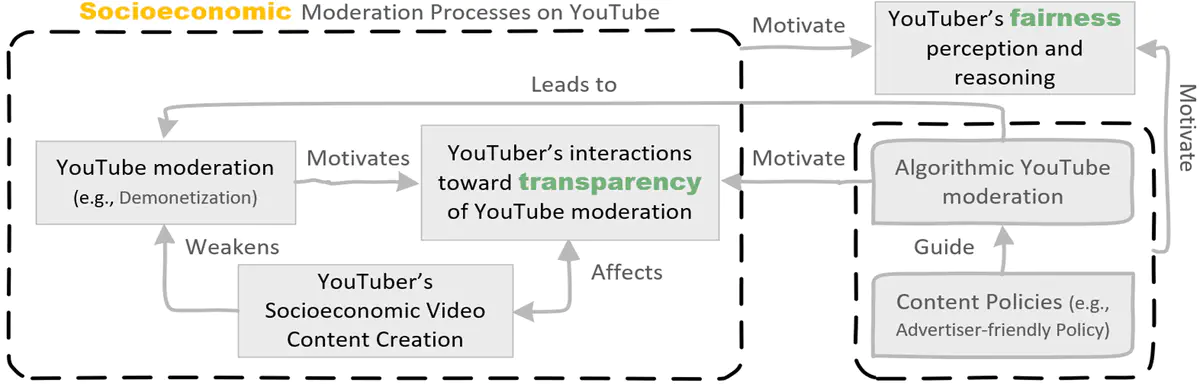 Socioeconomic Moderation Processes on YouTube
Motivate
YouTuber's fairness
perception and
reasoning
Leads to
Motivate
YouTube moderation
(e.g., Demonetization)
Motivates
YouTuber's interactions
toward transparency
of YouTube moderation
Motivate
Algorithmic YouTube
moderation
Weakens
Affects
Guide
YouTuber's
Socioeconomic Video
Content Creation
Content Policies (e.g.,
Advertiser-friendly Policy)